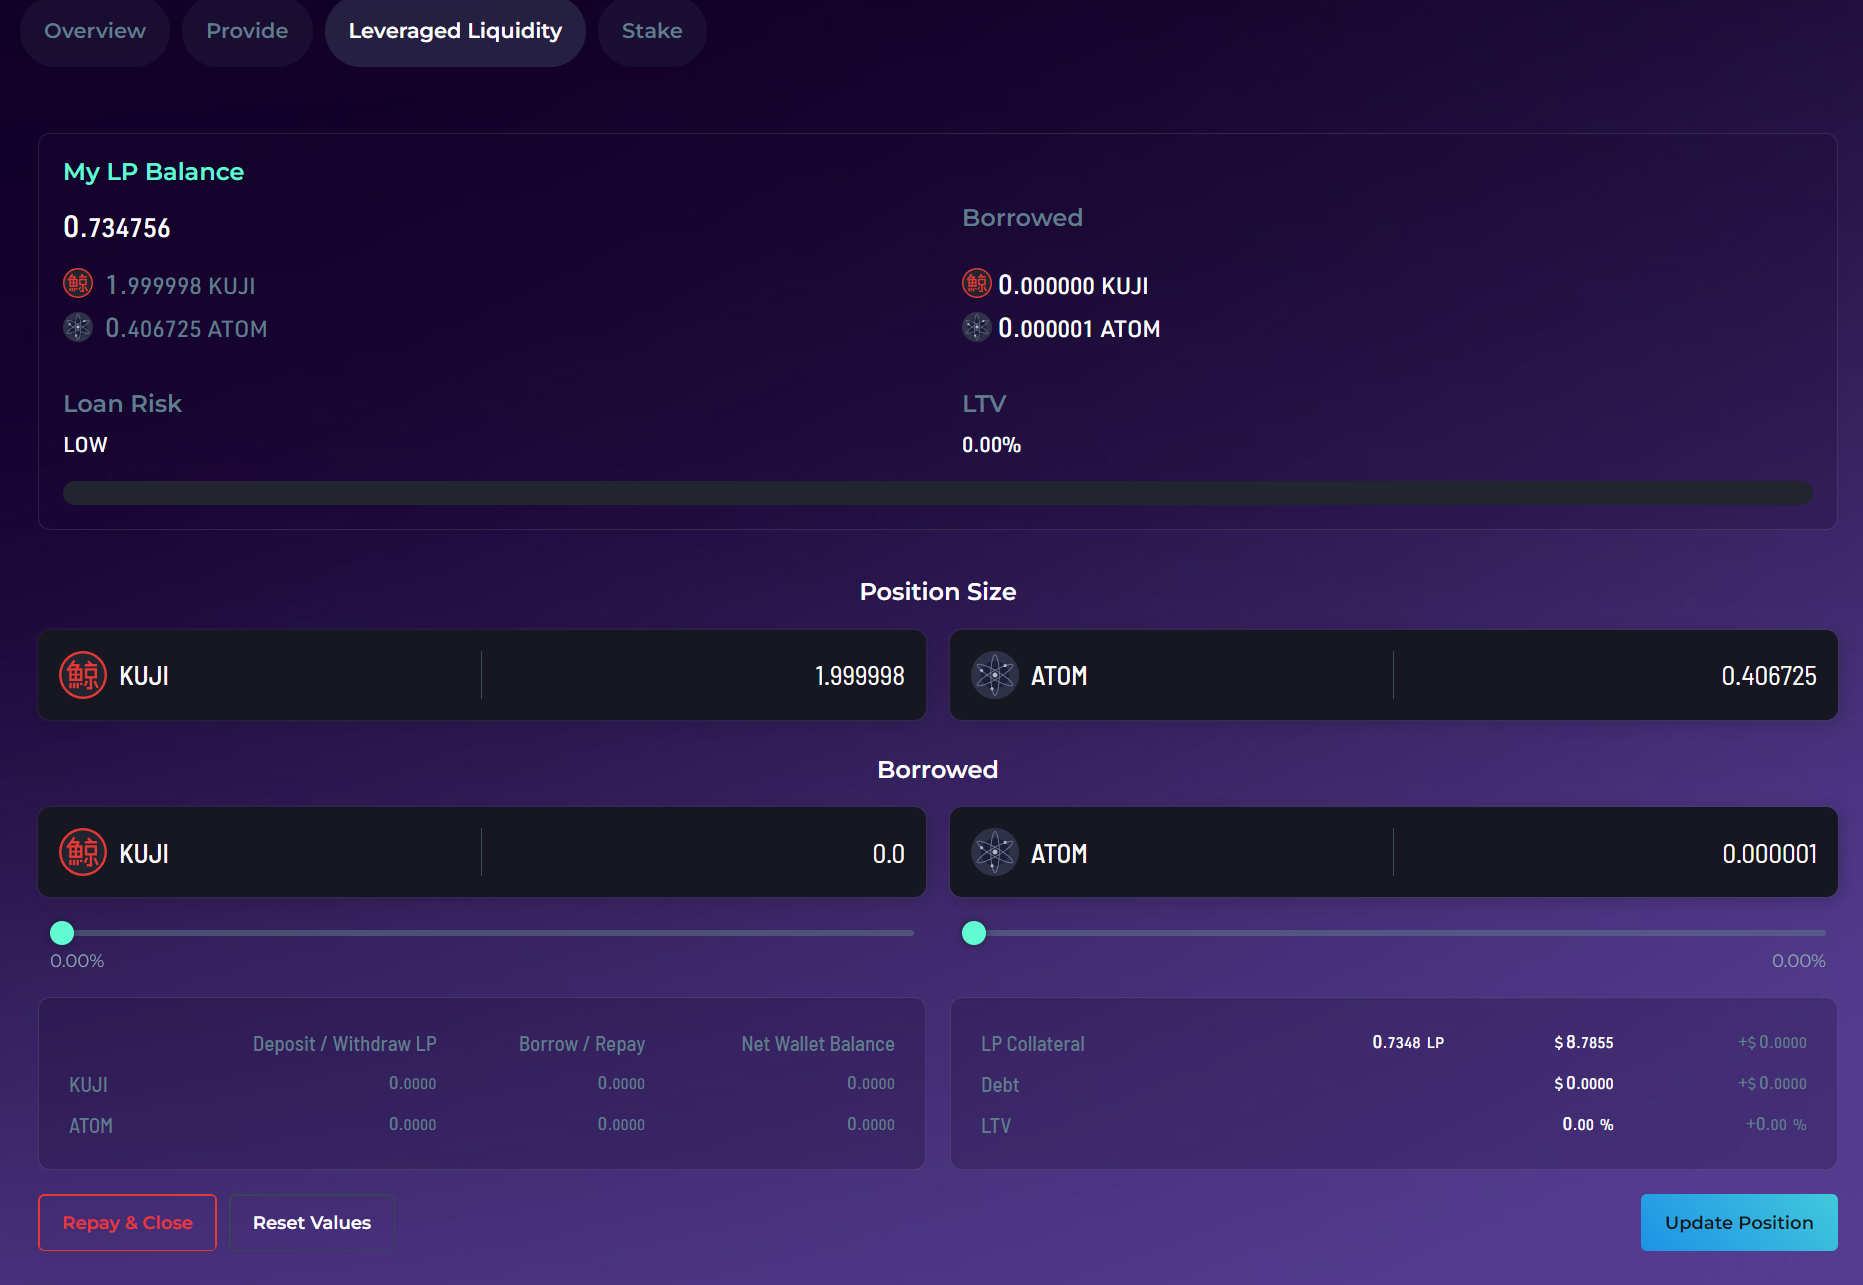 Overview Provide Leveraged Liquidity Stake
My LP Balance
0.734756
Borrowed
鯨 1.999998 KUJI
鯨 0.000000 KUJI
0.406725 ATOM
0.000001 ATOM
Loan Risk
LTV
LOW
0.00%
Position Size
鯨 KUJI 1.999998
ATOM 0.406725
Borrowed
鯨 KUJI 0.0
ATOM 0.000001
0.00%
0.00%
Deposit / Withdraw LP Borrow / Repay Net Wallet Balance
KUJI 0.0000 0.0000 0.0000
ATOM 0.0000 0.0000 0.0000
LP Collateral 0.7348 LP $8.7855 +$0.0000
Debt $0.0000 +$0.0000
LTV 0.00 % +0.00 %
Repay & Close Reset Values Update Position